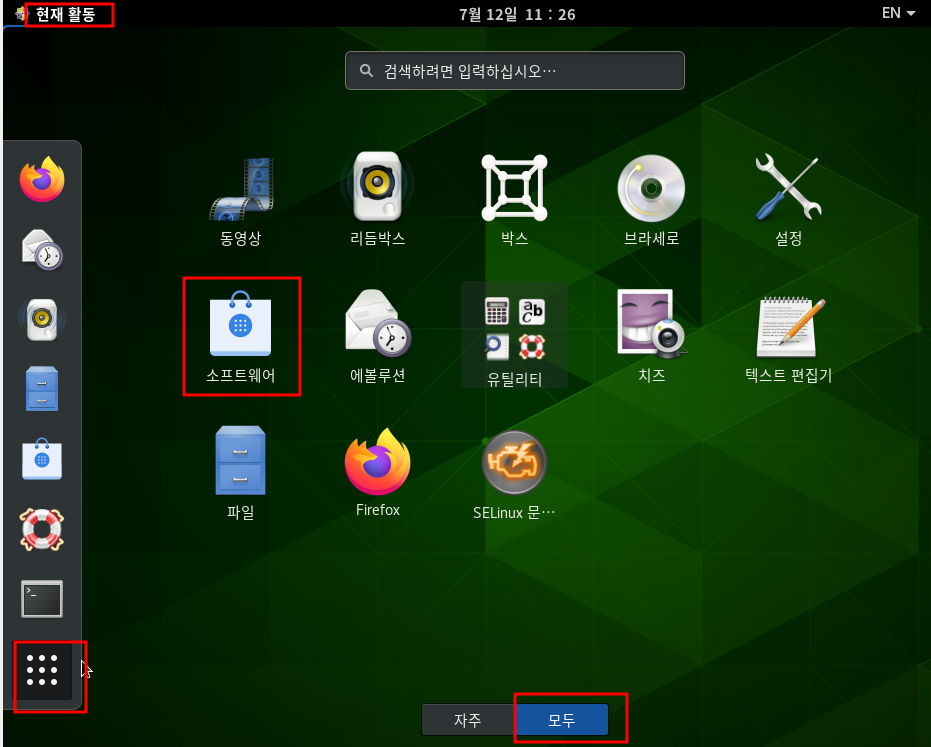 현재 활동
7월 12일 11 : 26
EN
검색하려면 입력하십시오…
동영상
리듬박스
박스
브라세로
설정
소프트웨어
에볼루션
유틸리티
치즈
텍스트 편집기
파일
Firefox
SELinux 문…
자주
모두